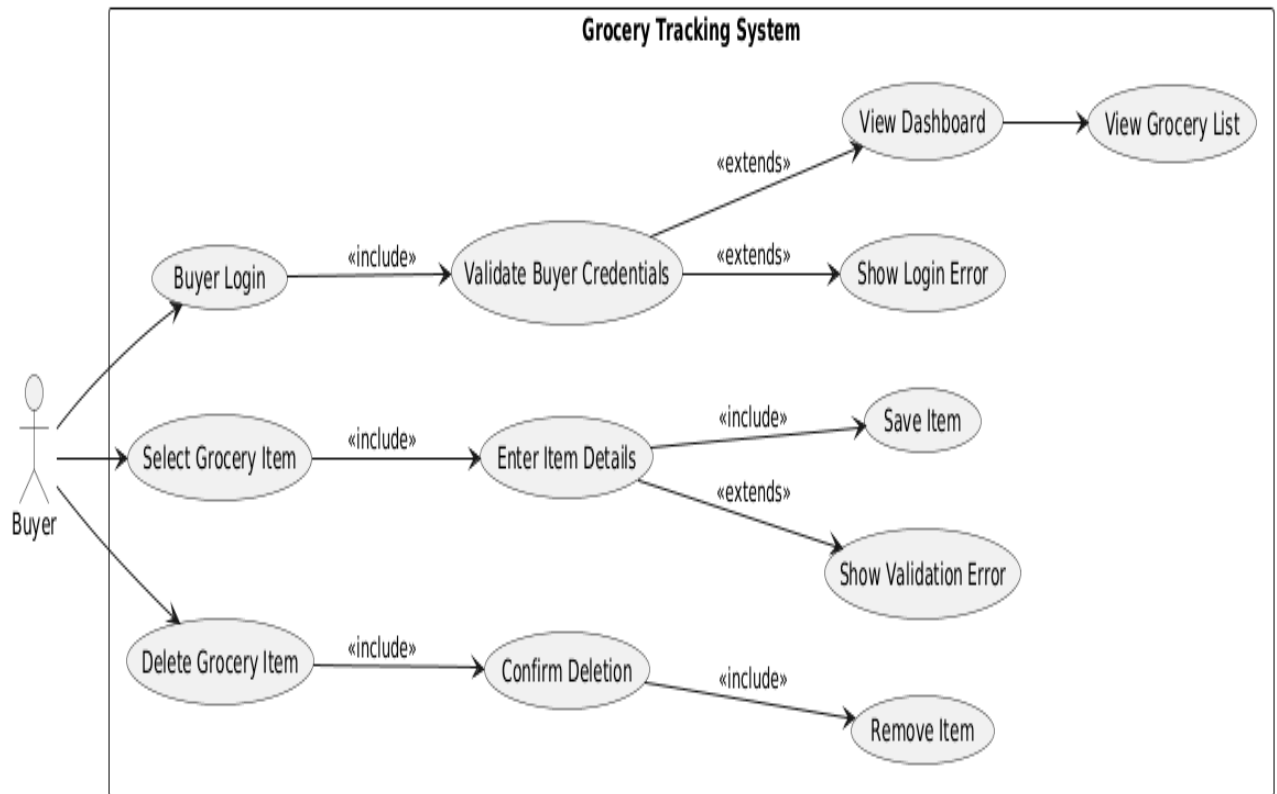 Grocery Tracking System
View Dashboard
View Grocery List
«extends»
Buyer Login
«include»
Validate Buyer Credentials
«extends»
Show Login Error
Buyer
Select Grocery Item
«include»
Enter Item Details
«include»
Save Item
«extends»
Show Validation Error
Delete Grocery Item
«include»
Confirm Deletion
«include»
Remove Item